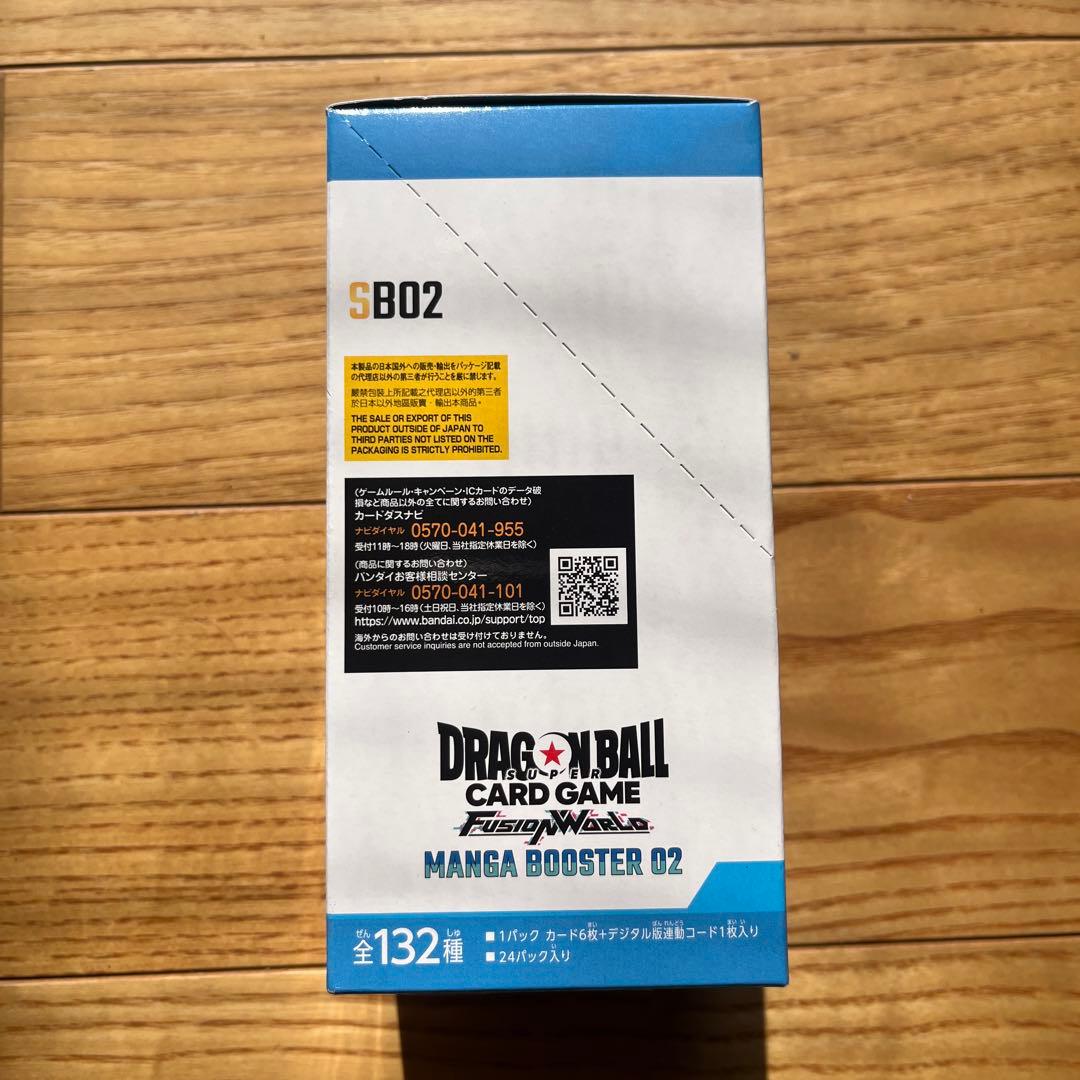 SB02
本製品の日本国外への販売・輸出をパッケージ記載
の代理店以外の第三者が行うことを厳に禁じます。
嚴禁包裝上所記載之代理店以外的第三者
於日本以外地區販賣・輸出本商品。
THE SALE OR EXPORT OF THIS
PRODUCT OUTSIDE OF JAPAN TO
THIRD PARTIES NOT LISTED ON THE
PACKAGING IS STRICTLY PROHIBITED.
(ゲームルール・キャンペーン・ICカードのデータ破
損など商品以外の全てに関するお問い合わせ)
カードダスナビ
ナビダイヤル 0570-041-955
受付11時~18時(火曜日、当社指定休業日を除く)
(商品に関するお問い合わせ)
バンダイお客様相談センター
ナビダイヤル 0570-041-101
受付10時~16時(土日祝日、当社指定休業日を除く)
https://www.bandai.co.jp/support/top
海外からのお問い合わせは受け付けておりません。
Customer service inquiries are not accepted from outside Japan.
DRAGON BALL
SUPER
CARD GAME
FUSION WORLD
MANGA BOOSTER 02
全132種
■ 1パック カード6枚+デジタル版連動コード1枚入り
■ 24パック入り